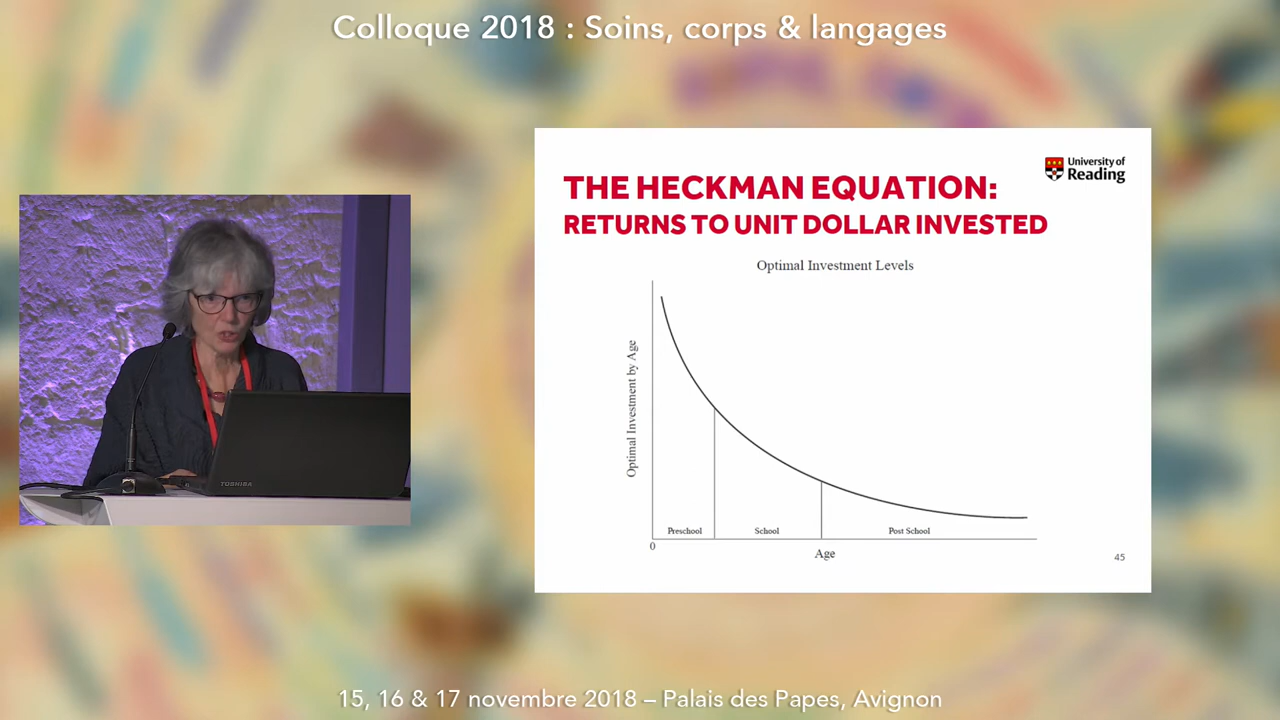 Colloque 2018 : Soins, corps & langages
University of
Reading
THE HECKMAN EQUATION:
RETURNS TO UNIT DOLLAR INVESTED
Optimal Investment Levels
Optimal Investment by Age
Preschool
School
Post School
0
Age
45
TOSHIBA
15, 16 & 17 novembre 2018 – Palais des Papes, Avignon